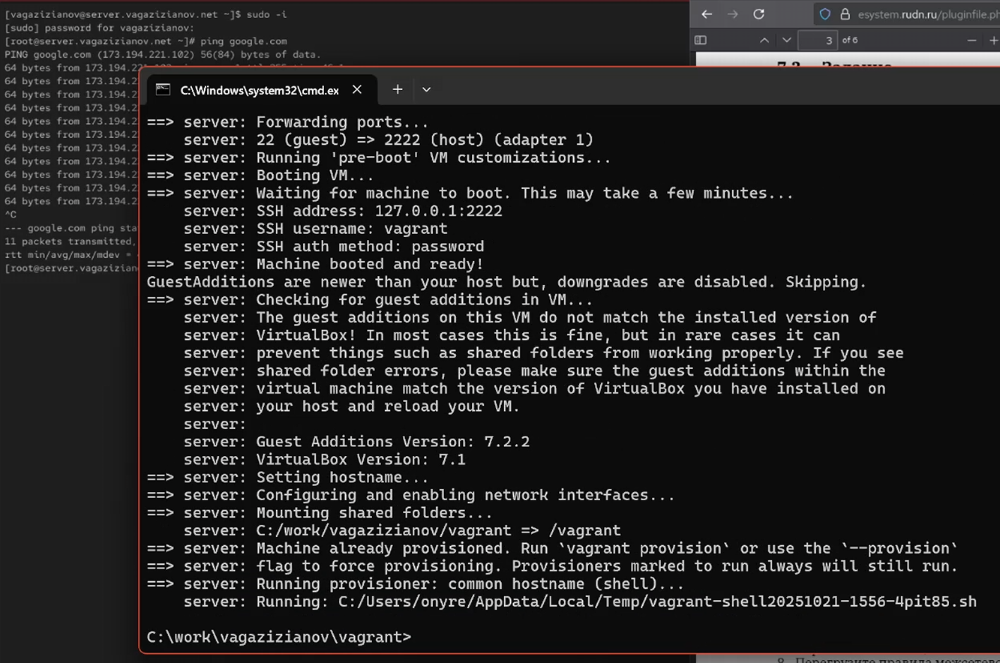 [vagazizianov@server.vagazizianov.net ~]$ sudo -i
[sudo] password for vagazizianov:
[root@server.vagazizianov.net ~]# ping google.com
PING google.com (173.194.221.102) 56(84) bytes of data.
64 bytes from 173.194.221.102
64 bytes from 173.194.2
64 bytes from 173.194.2
64 bytes from 173.194.2
64 bytes from 173.194.2
64 bytes from 173.194.2
64 bytes from 173.194.2
64 bytes from 173.194.2
64 bytes from 173.194.2
64 bytes from 173.194.2
64 bytes from 173.194.2
^C
--- google.com ping sta
11 packets transmitted,
rtt min/avg/max/mdev =
[root@server.vagazizian
esystem.rudn.ru/pluginfile.ph
3 of 6
7.3. Задание
C:\Windows\system32\cmd.ex
==> server: Forwarding ports...
server: 22 (guest) => 2222 (host) (adapter 1)
==> server: Running 'pre-boot' VM customizations...
==> server: Booting VM...
==> server: Waiting for machine to boot. This may take a few minutes...
server: SSH address: 127.0.0.1:2222
server: SSH username: vagrant
server: SSH auth method: password
==> server: Machine booted and ready!
GuestAdditions are newer than your host but, downgrades are disabled. Skipping.
==> server: Checking for guest additions in VM...
server: The guest additions on this VM do not match the installed version of
server: VirtualBox! In most cases this is fine, but in rare cases it can
server: prevent things such as shared folders from working properly. If you see
server: shared folder errors, please make sure the guest additions within the
server: virtual machine match the version of VirtualBox you have installed on
server: your host and reload your VM.
server:
server: Guest Additions Version: 7.2.2
server: VirtualBox Version: 7.1
==> server: Setting hostname...
==> server: Configuring and enabling network interfaces...
==> server: Mounting shared folders...
server: C:/work/vagazizianov/vagrant => /vagrant
==> server: Machine already provisioned. Run `vagrant provision` or use the `--provision`
==> server: flag to force provisioning. Provisioners marked to run always will still run.
==> server: Running provisioner: common hostname (shell)...
server: Running: C:/Users/onyre/AppData/Local/Temp/vagrant-shell20251021-1556-4pit85.sh
C:\work\vagazizianov\vagrant>
8. Перегрузите правила межсетево